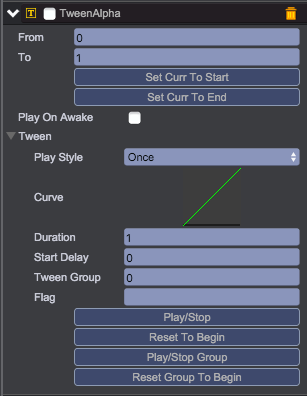 T TweenAlpha
From 0
To 1
Set Curr To Start
Set Curr To End
Play On Awake
Tween
Play Style Once
Curve
Duration 1
Start Delay 0
Tween Group 0
Flag
Play/Stop
Reset To Begin
Play/Stop Group
Reset Group To Begin